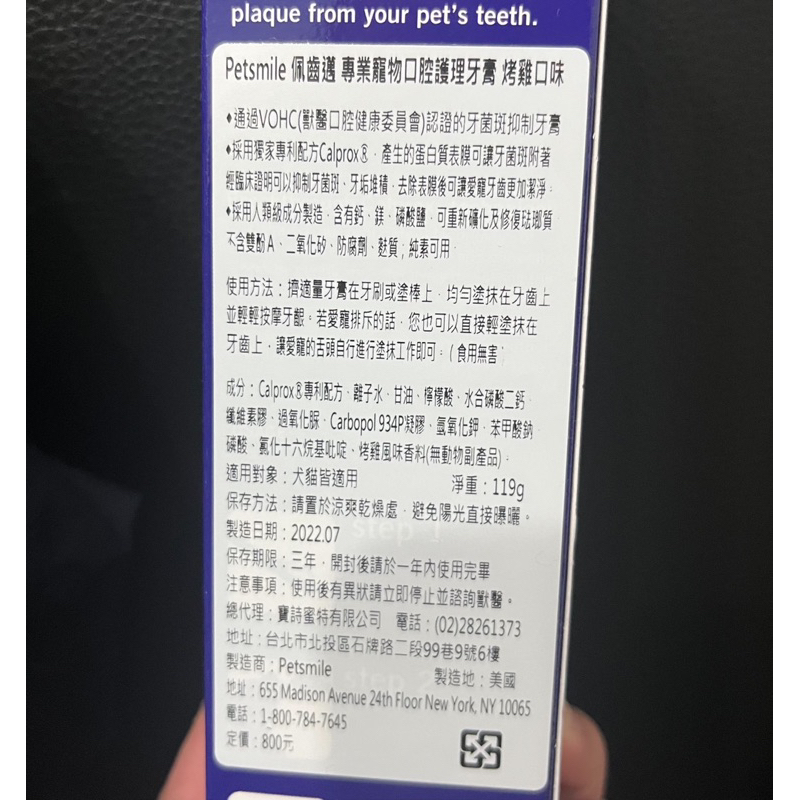 plaque from your pet's teeth.
Petsmile 佩齒邁 專業寵物口腔護理牙膏 烤雞口味
♦通過VOHC(獸醫口腔健康委員會)認證的牙菌斑抑制牙膏
♦採用獨家專利配方Calprox®，產生的蛋白質表膜可讓牙菌斑附著
經臨床證明可以抑制牙菌斑、牙垢堆積，去除表膜後可讓愛寵牙齒更加潔淨。
♦採用人類級成分製造，含有鈣、鎂、磷酸鹽，可重新礦化及修復琺瑯質
不含雙酚A、二氧化矽、防腐劑、麩質；純素可用。
使用方法：擠適量牙膏在牙刷或塗棒上，均勻塗抹在牙齒上
並輕輕按摩牙齦。若愛寵排斥的話，您也可以直接輕塗抹在
牙齒上，讓愛寵的舌頭自行進行塗抹工作即可。(食用無害)
成分：Calprox®專利配方、離子水、甘油、檸檬酸、水合磷酸二鈣、
纖維素膠、過氧化脲、Carbopol 934P凝膠、氫氧化鉀、苯甲酸鈉、
磷酸、氯化十六烷基吡啶、烤雞風味香料(無動物副產品)。
適用對象：犬貓皆適用 淨重：119g
保存方法：請置於涼爽乾燥處，避免陽光直接曝曬。
製造日期：2022.07
保存期限：三年，開封後請於一年內使用完畢
注意事項：使用後有異狀請立即停止並諮詢獸醫。
總代理：寶詩蜜特有限公司 電話：(02)28261373
地址：台北市北投區石牌路二段99巷9號6樓
製造商：Petsmile 製造地：美國
地址：655 Madison Avenue 24th Floor New York, NY 10065
電話：1-800-784-7645
定價：800元